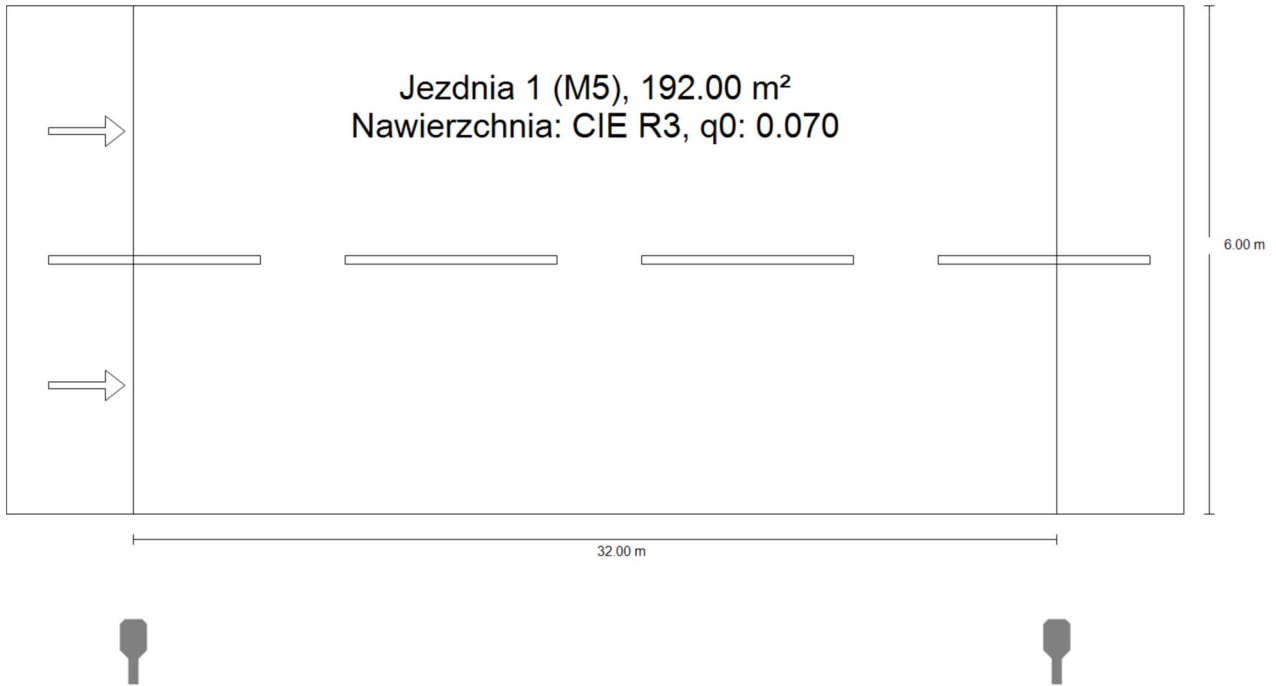 Jezdnia 1 (M5), 192.00 m²
Nawierzchnia: CIE R3, q0: 0.070
6.00 m
32.00 m